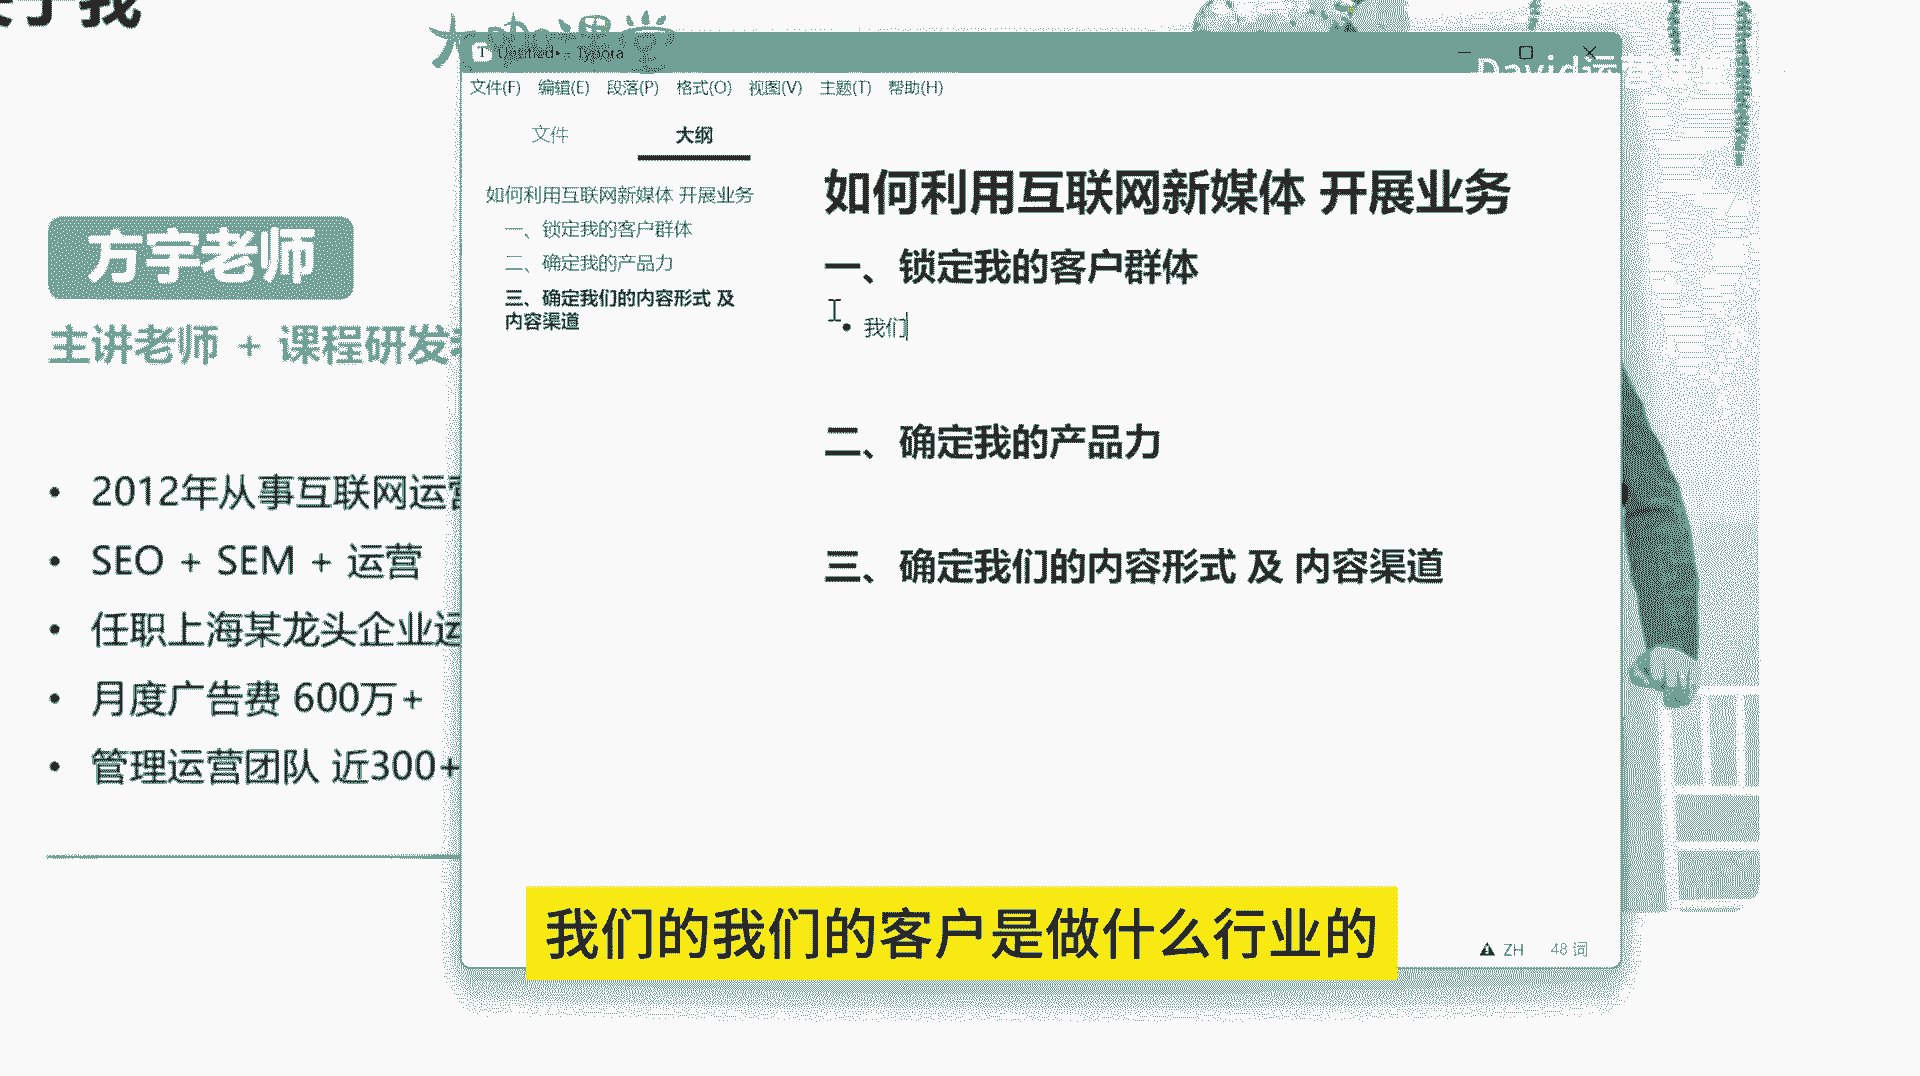 于我
大 课堂
Untitled• - Typora
David运
文件(F) 编辑(E) 段落(P) 格式(O) 视图(V) 主题(T) 帮助(H)
文件 大纲
如何利用互联网新媒体 开展业务
一、锁定我的客户群体
二、确定我的产品力
三、确定我们的内容形式 及
内容渠道
如何利用互联网新媒体 开展业务
一、锁定我的客户群体
• 我们
二、确定我的产品力
三、确定我们的内容形式 及 内容渠道
方宇老师
主讲老师 + 课程研发
• 2012年从事互联网运营
• SEO + SEM + 运营
• 任职上海某龙头企业运
• 月度广告费 600万+
• 管理运营团队 近300+
我们的我们的客户是做什么行业的
ZH 48 词